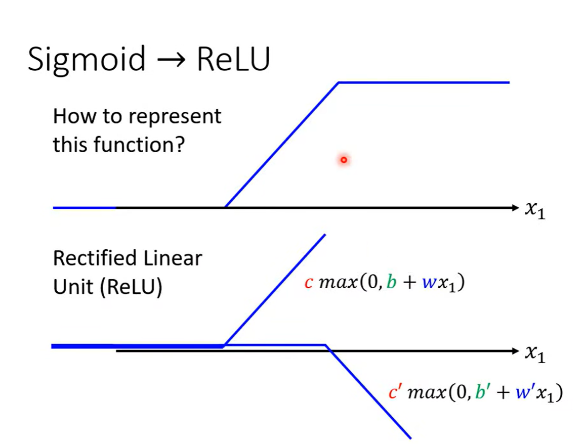 Sigmoid → ReLU
How to represent
this function?
x₁
Rectified Linear
Unit (ReLU)
c max(0, b + wx₁)
x₁
c′ max(0, b′ + w′x₁)